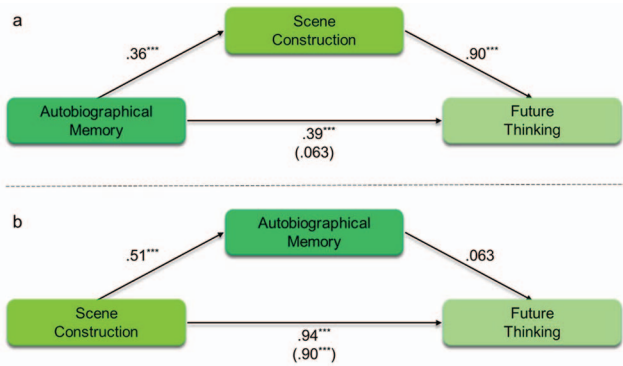 a
Scene
Construction
.36***
.90***
Autobiographical
Memory
Future
Thinking
.39***
(.063)
b
Autobiographical
Memory
.51***
.063
Scene
Construction
Future
Thinking
.94***
(.90***)